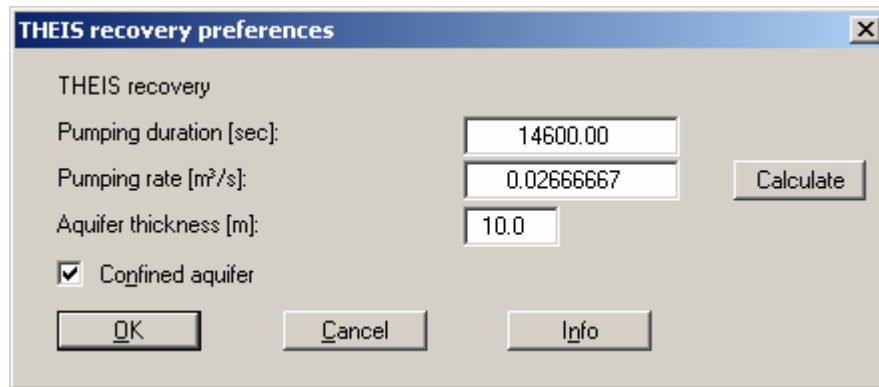 THEIS recovery preferences
THEIS recovery
Pumping duration [sec]: 14600.00
Pumping rate [m³/s]: 0.02666667 Calculate
Aquifer thickness [m]: 10.0
Confined aquifer
OK Cancel Info